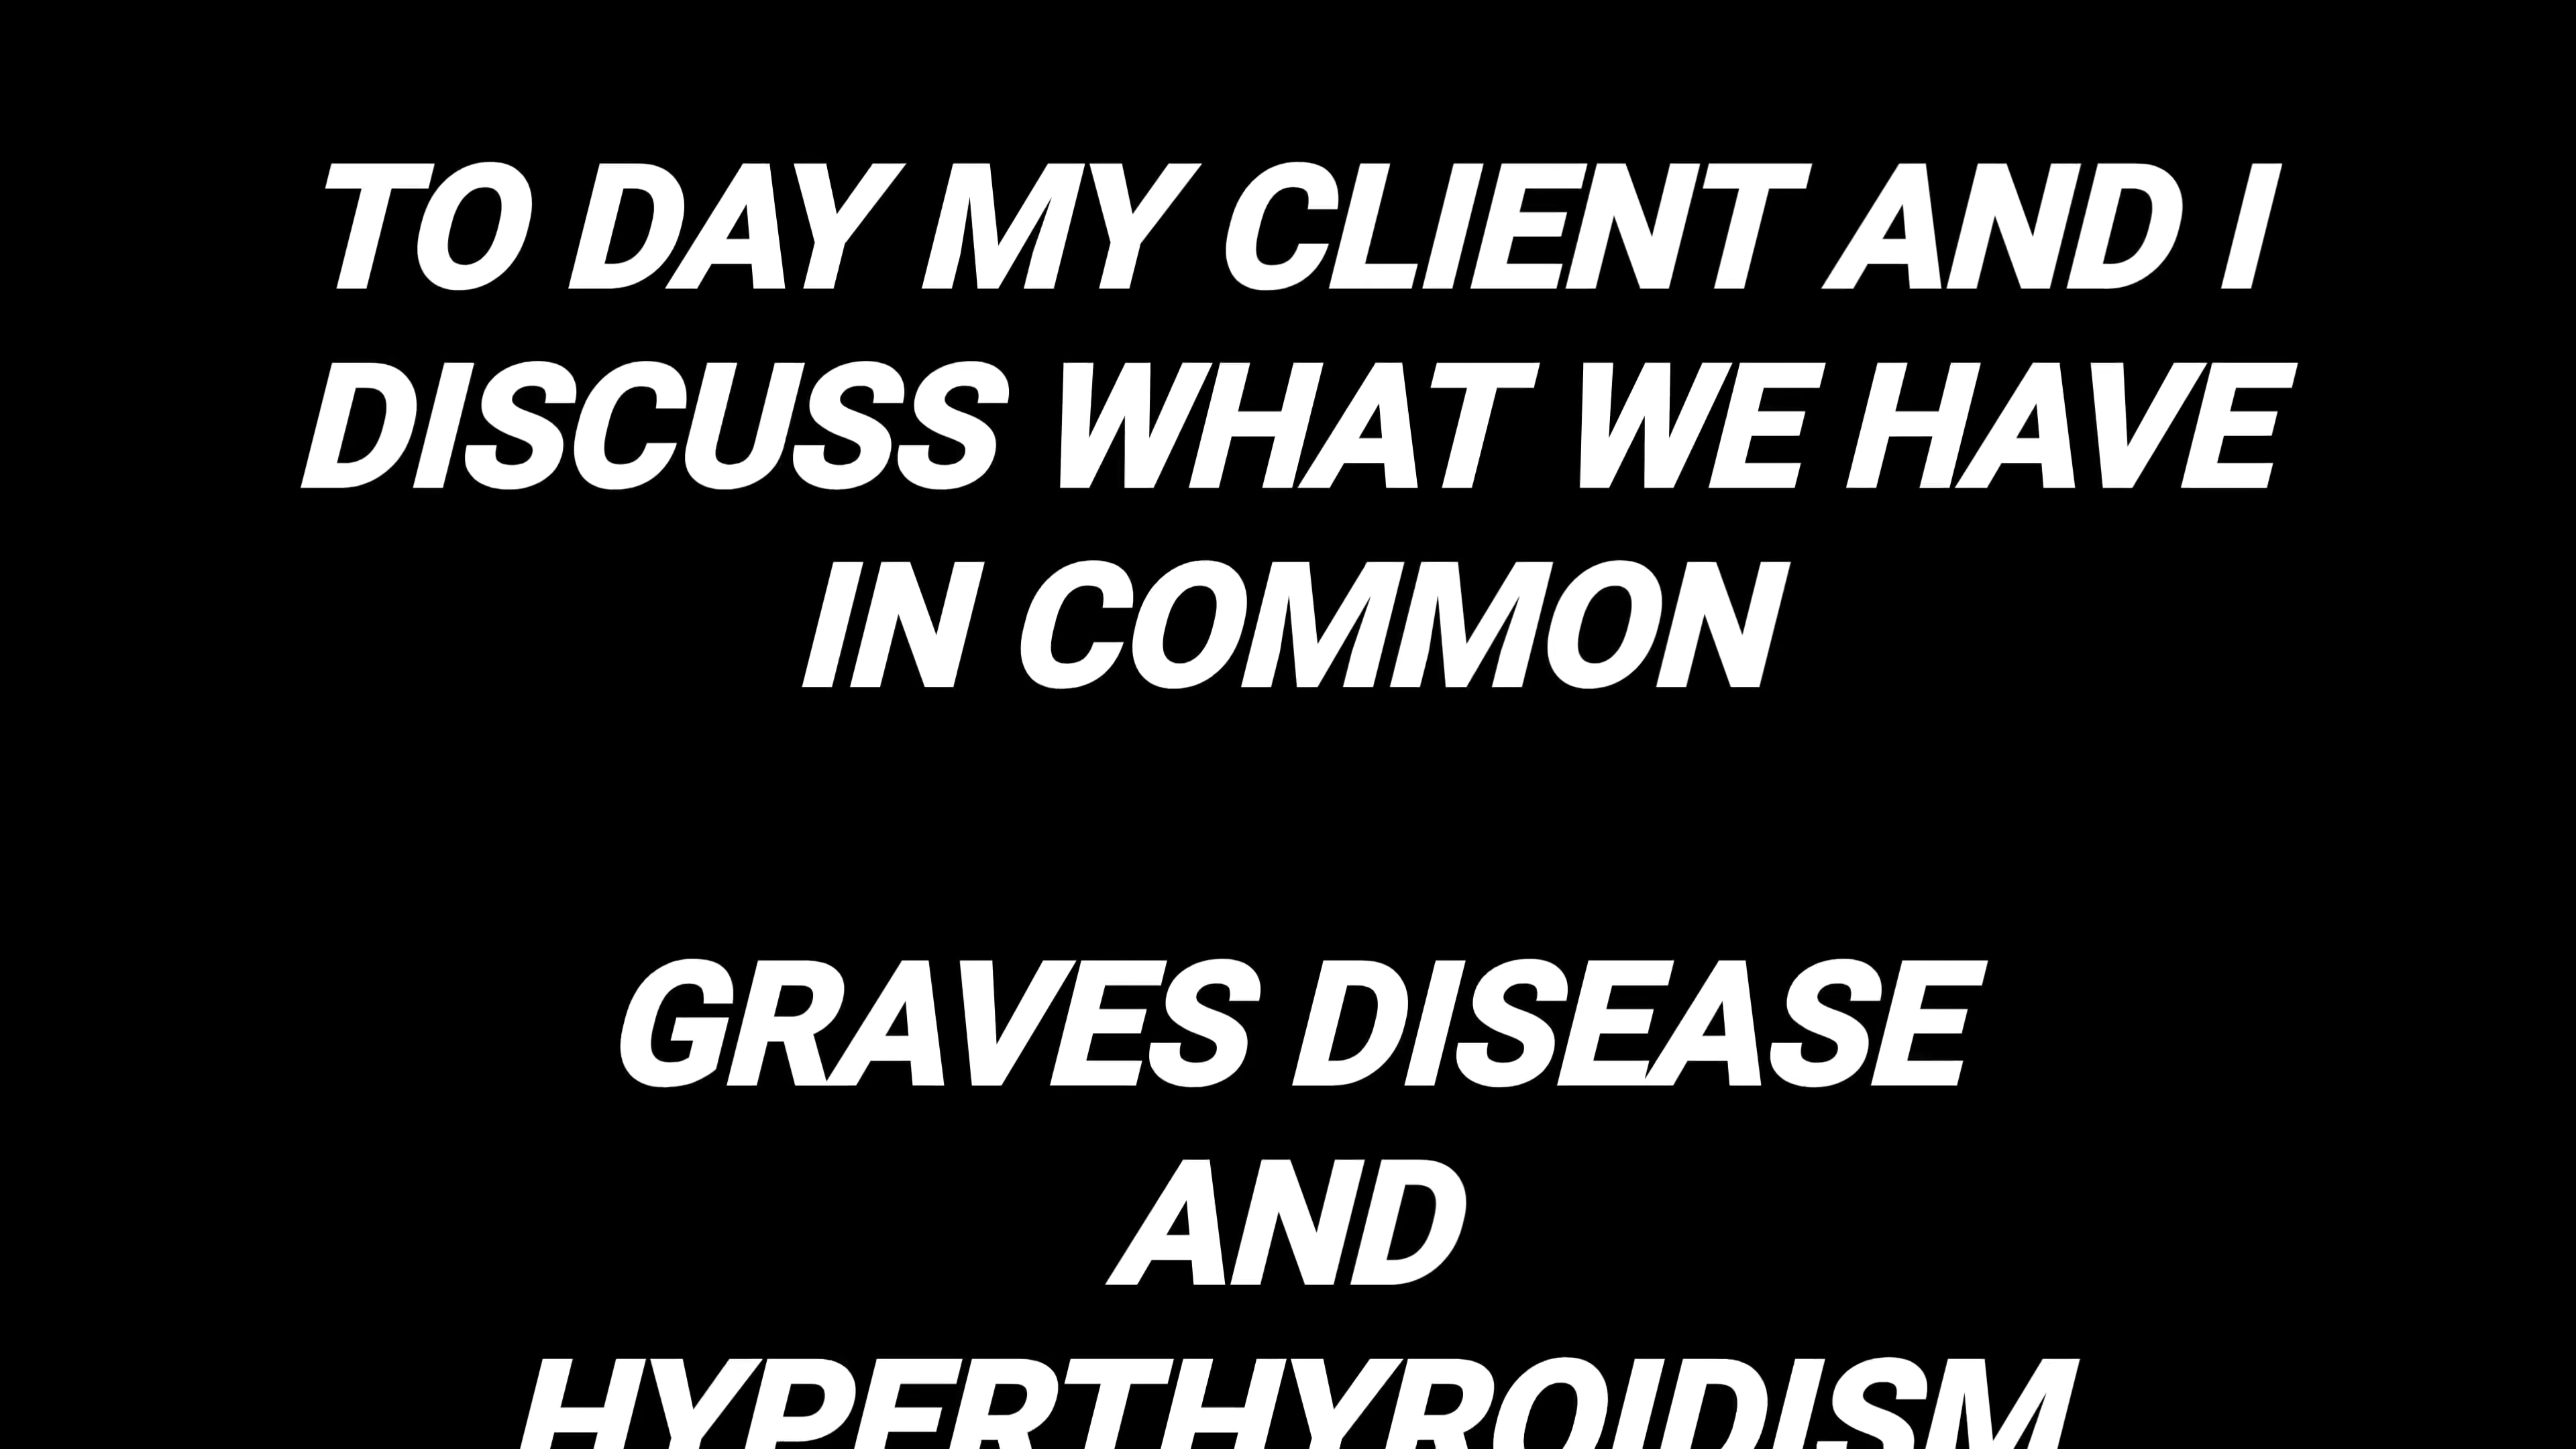 TO DAY MY CLIENT AND I
DISCUSS WHAT WE HAVE
IN COMMON
GRAVES DISEASE
AND
HYPERTHYROIDISM